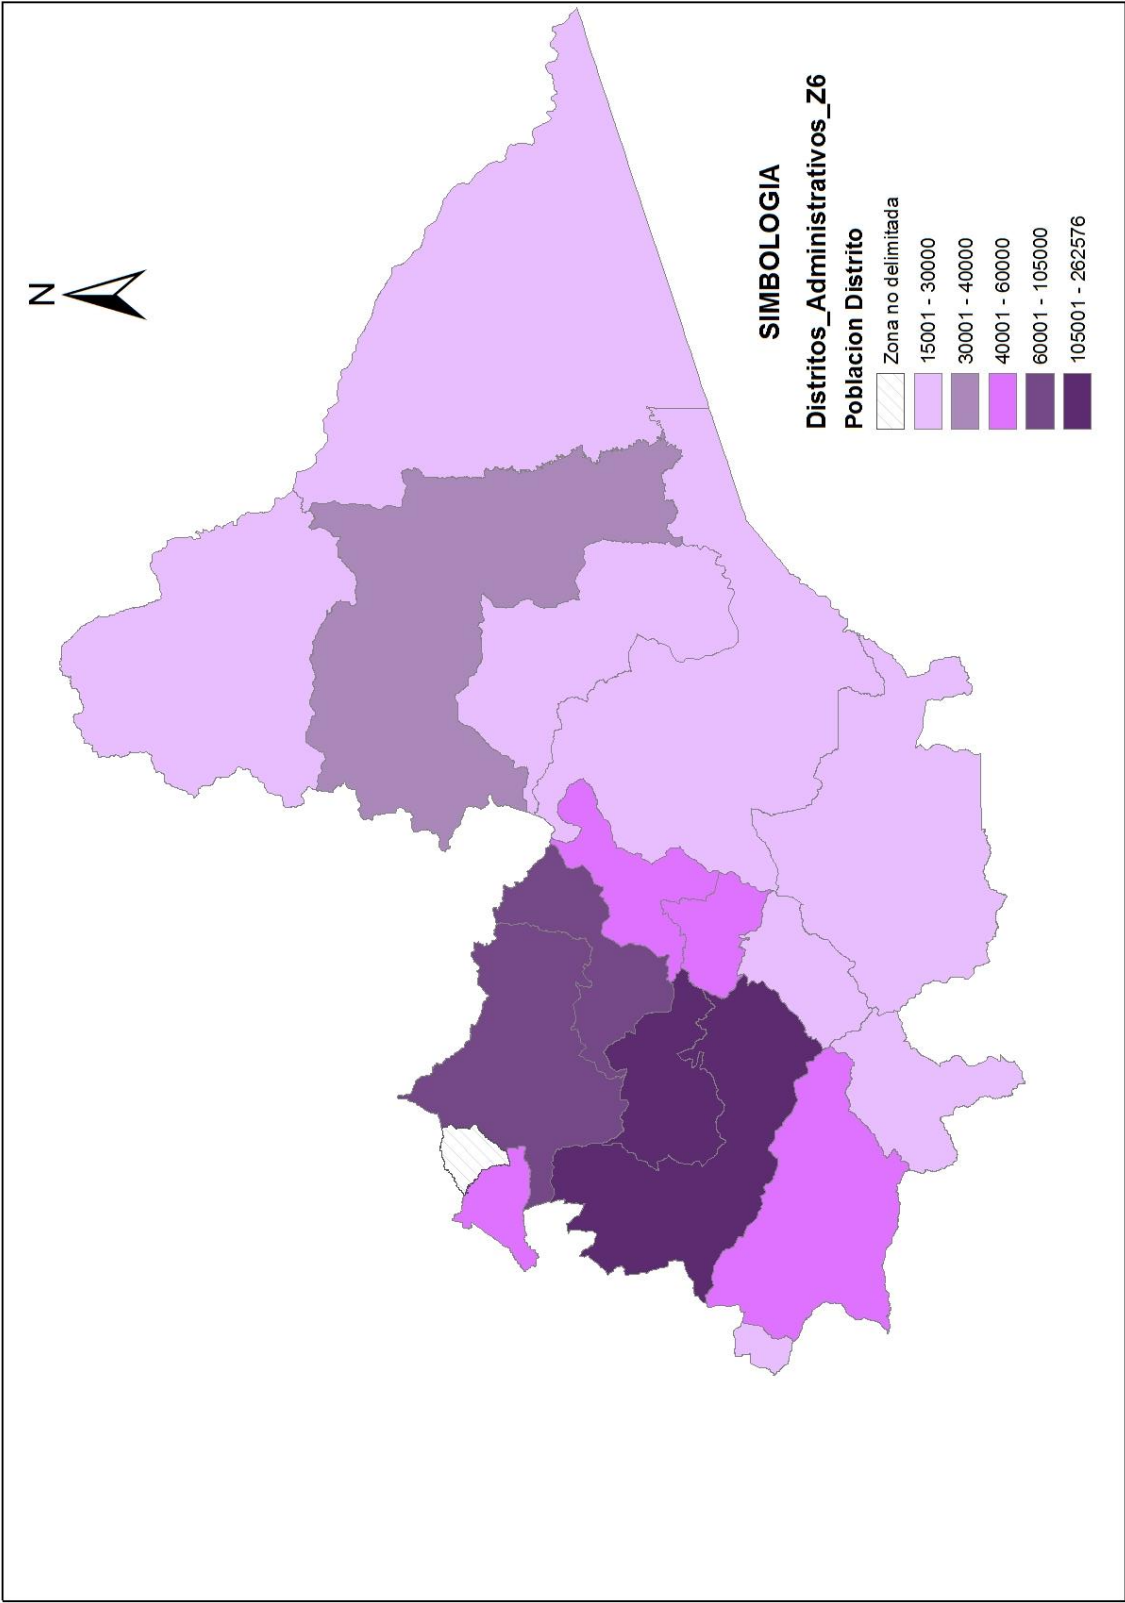 N
SIMBOLOGIA
Distritos_Administrativos_Z6
Poblacion Distrito
Zona no delimitada
15001 - 30000
30001 - 40000
40001 - 60000
60001 - 105000
105001 - 262576